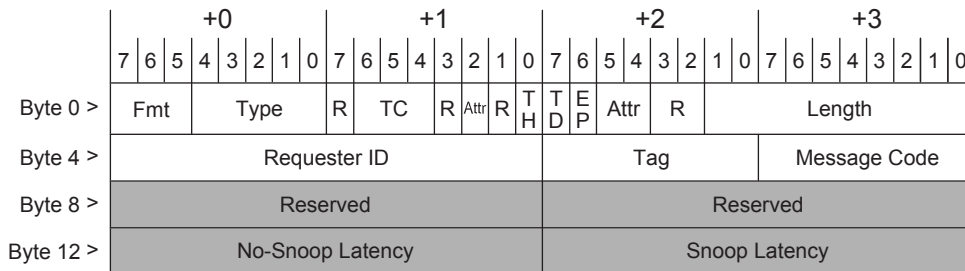 +0 +1 +2 +3
7 6 5 4 3 2 1 0 7 6 5 4 3 2 1 0 7 6 5 4 3 2 1 0 7 6 5 4 3 2 1 0
Byte 0 > Fmt Type R TC R Attr R TH TD EP Attr R Length
Byte 4 > Requester ID Tag Message Code
Byte 8 > Reserved Reserved
Byte 12 > No-Snoop Latency Snoop Latency